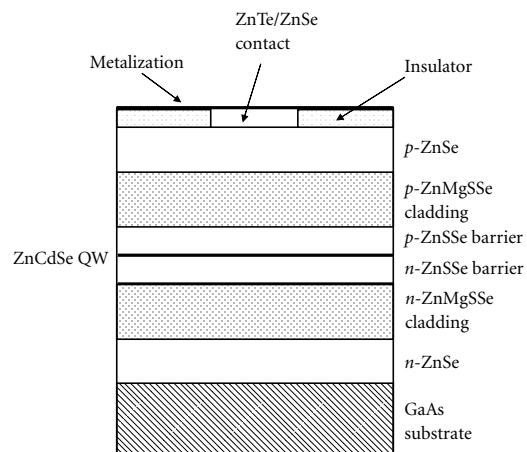 ZnTe/ZnSe
contact
Metalization
Insulator
p-ZnSe
p-ZnMgSSe
cladding
p-ZnSSe barrier
ZnCdSe QW
n-ZnSSe barrier
n-ZnMgSSe
cladding
n-ZnSe
GaAs
substrate